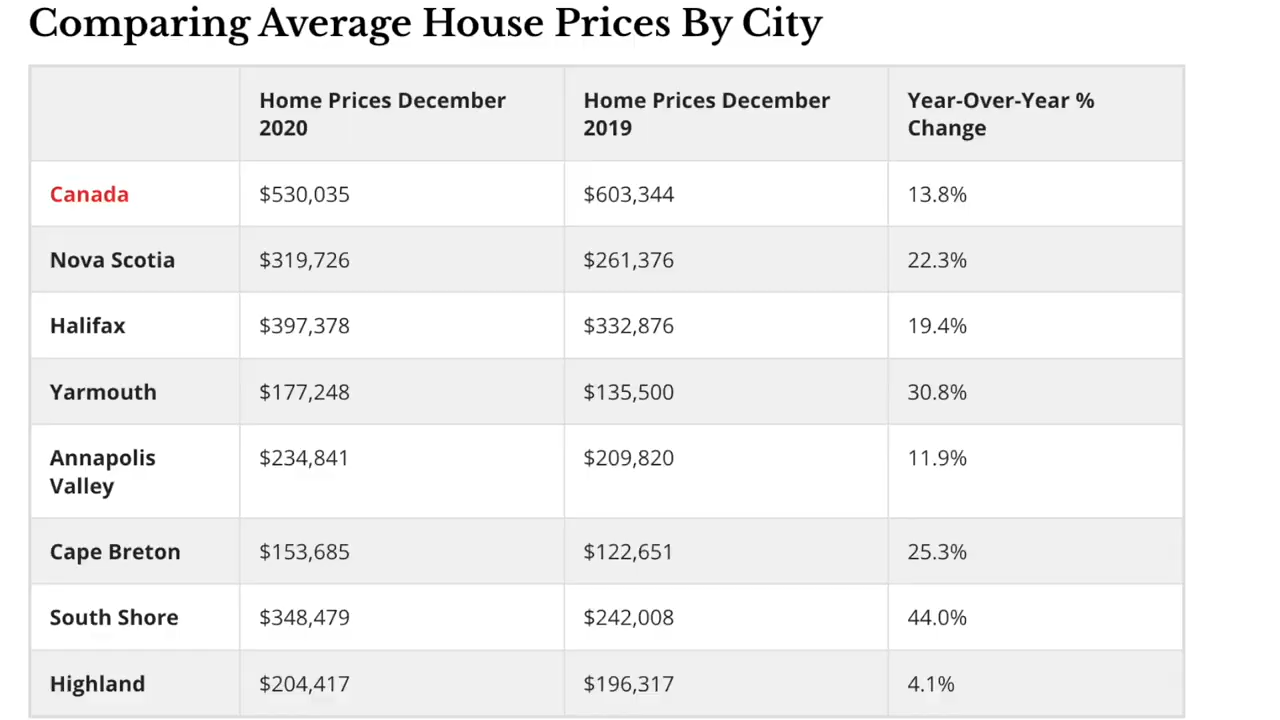 Comparing Average House Prices By City
Home Prices December 2020 Home Prices December 2019 Year-Over-Year % Change
Canada $530,035 $603,344 13.8%
Nova Scotia $319,726 $261,376 22.3%
Halifax $397,378 $332,876 19.4%
Yarmouth $177,248 $135,500 30.8%
Annapolis Valley $234,841 $209,820 11.9%
Cape Breton $153,685 $122,651 25.3%
South Shore $348,479 $242,008 44.0%
Highland $204,417 $196,317 4.1%